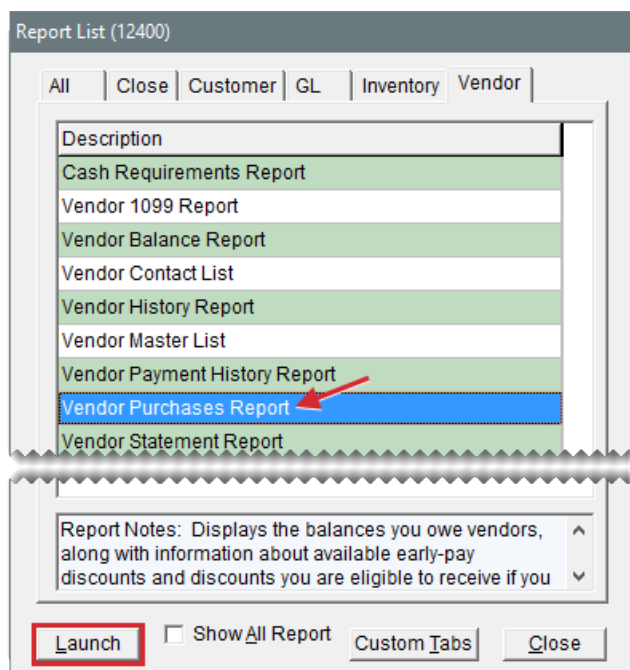 Report List (12400)
All Close Customer GL Inventory Vendor
Description
Cash Requirements Report
Vendor 1099 Report
Vendor Balance Report
Vendor Contact List
Vendor History Report
Vendor Master List
Vendor Payment History Report
Vendor Purchases Report
Vendor Statement Report
Report Notes: Displays the balances you owe vendors,
along with information about available early-pay
discounts and discounts you are eligible to receive if you
Launch Show All Report Custom Tabs Close